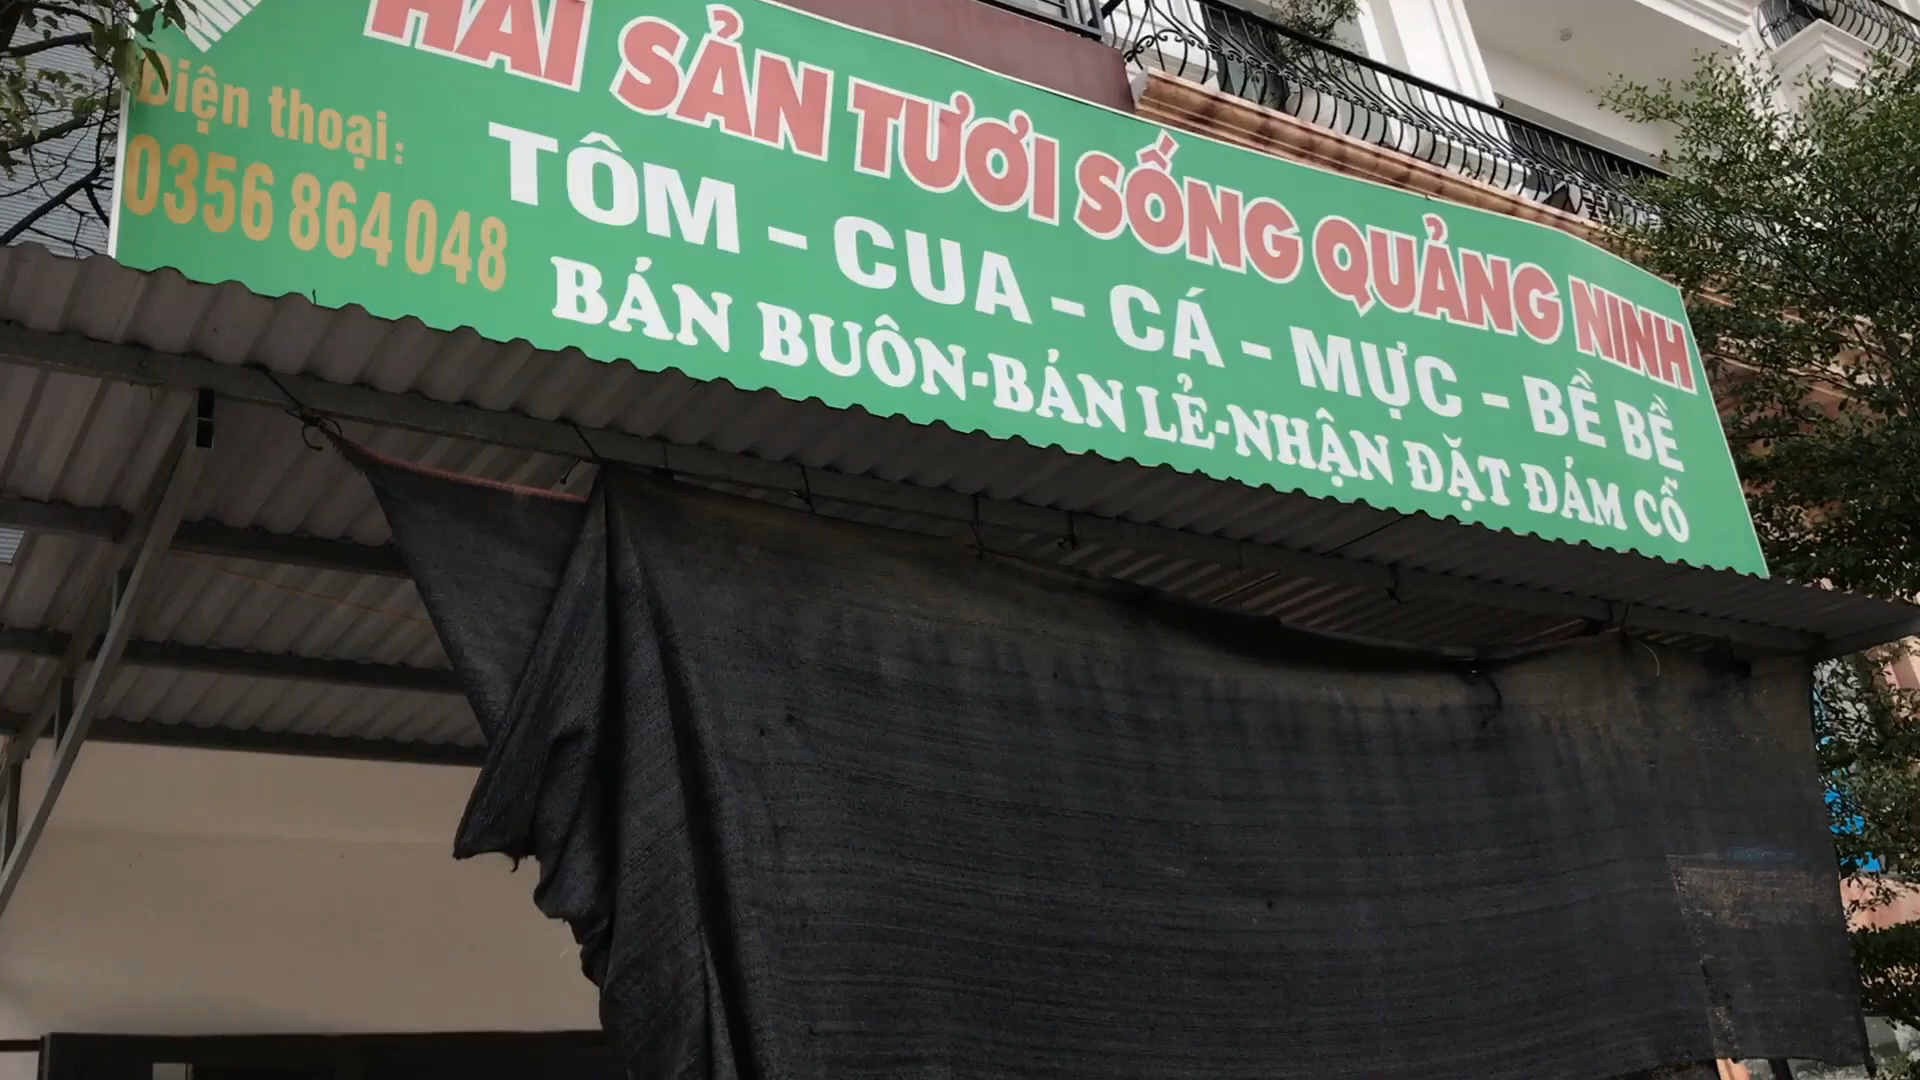 HẢI SẢN TƯƠI SỐNG QUẢNG NINH
Điện thoại:
0356 864 048
TÔM - CUA - CÁ - MỰC - BỀ BỀ
BÁN BUÔN-BÁN LẺ-NHẬN ĐẶT ĐÁM CỖ